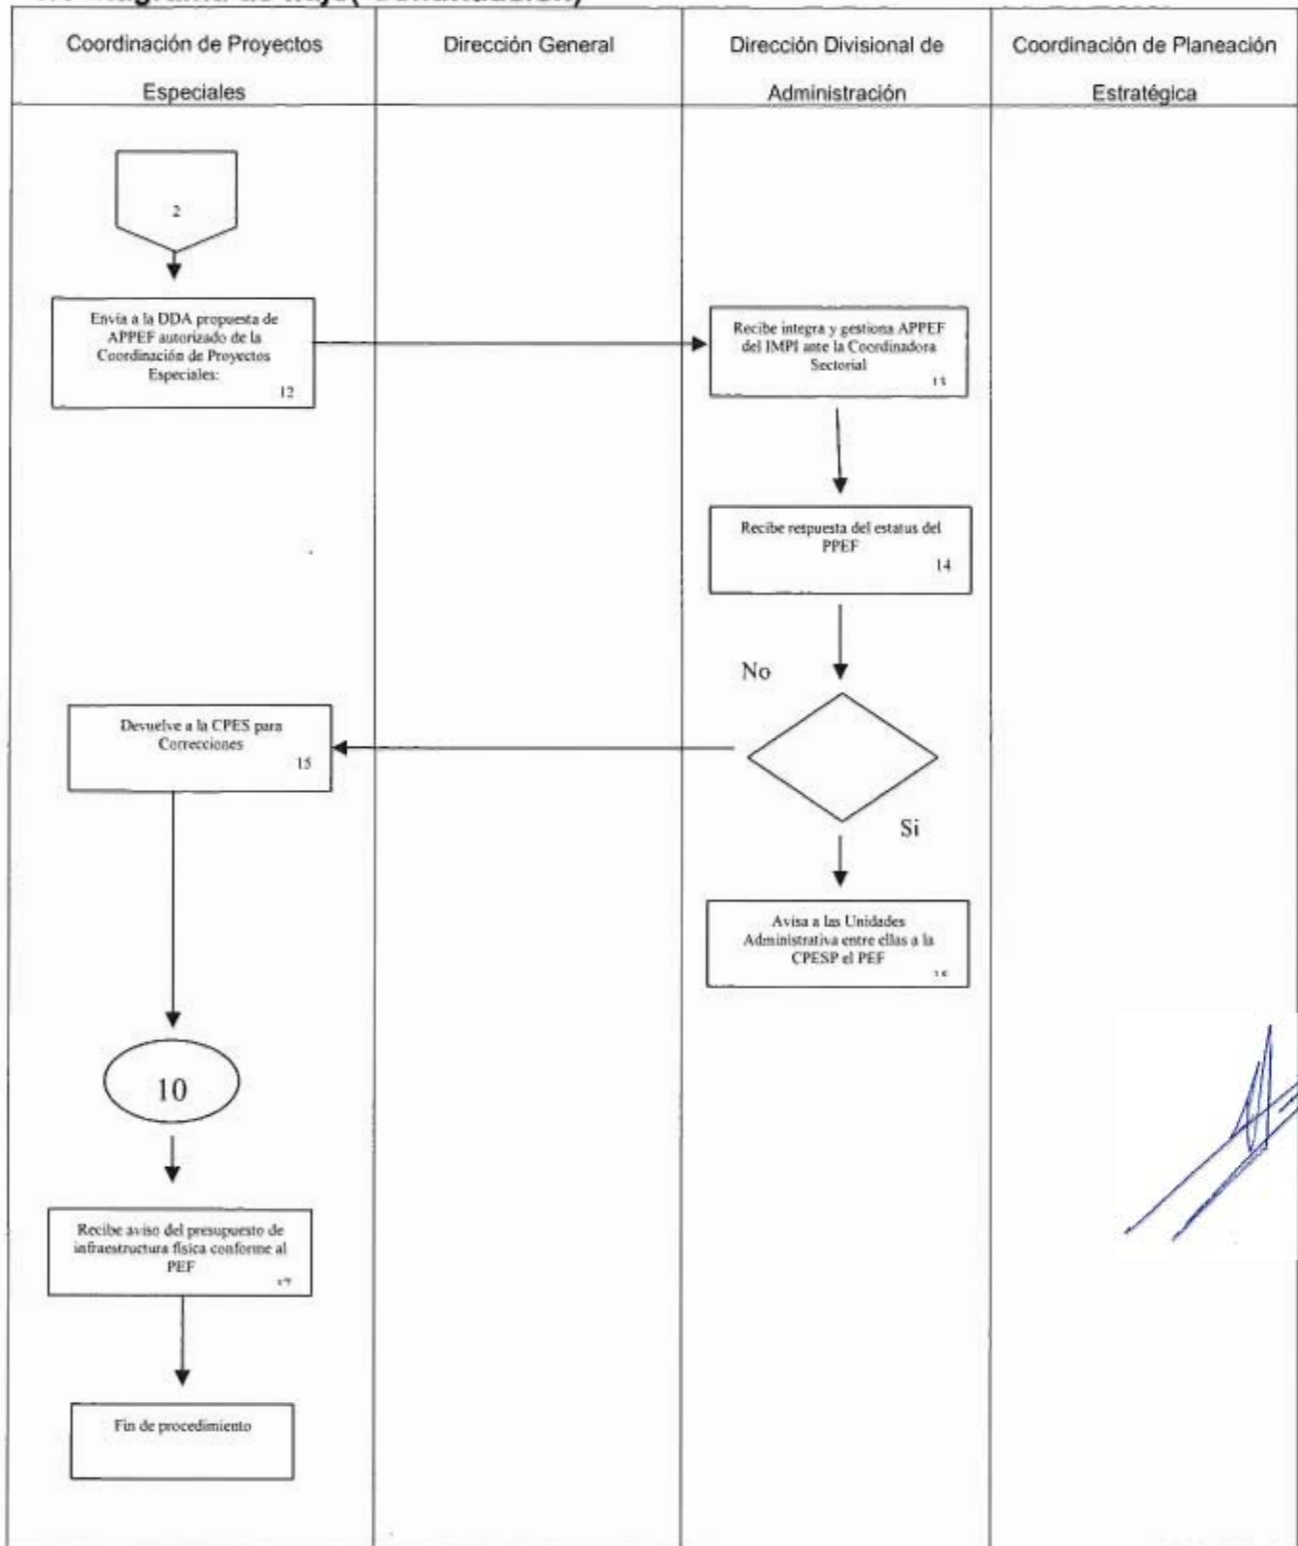 de flujo( Continuación)
Coordinación de Proyectos
Especiales
Dirección General
Dirección Divisional de
Administración
Coordinación de Planeación
Estratégica
2
Envía a la DDA propuesta de
APPEF autorizado de la
Coordinación de Proyectos
Especiales:
12
Recibe integra y gestiona APPEF
del IMPI ante la Coordinadora
Sectorial
13
Recibe respuesta del estatus del
PPEF
14
No
Devuelve a la CPES para
Correcciones
15
Si
Avisa a las Unidades
Administrativa entre ellas a la
CPESP el PEF
10
Recibe aviso del presupuesto de
infraestructura física conforme al
PEF
Fin de procedimiento